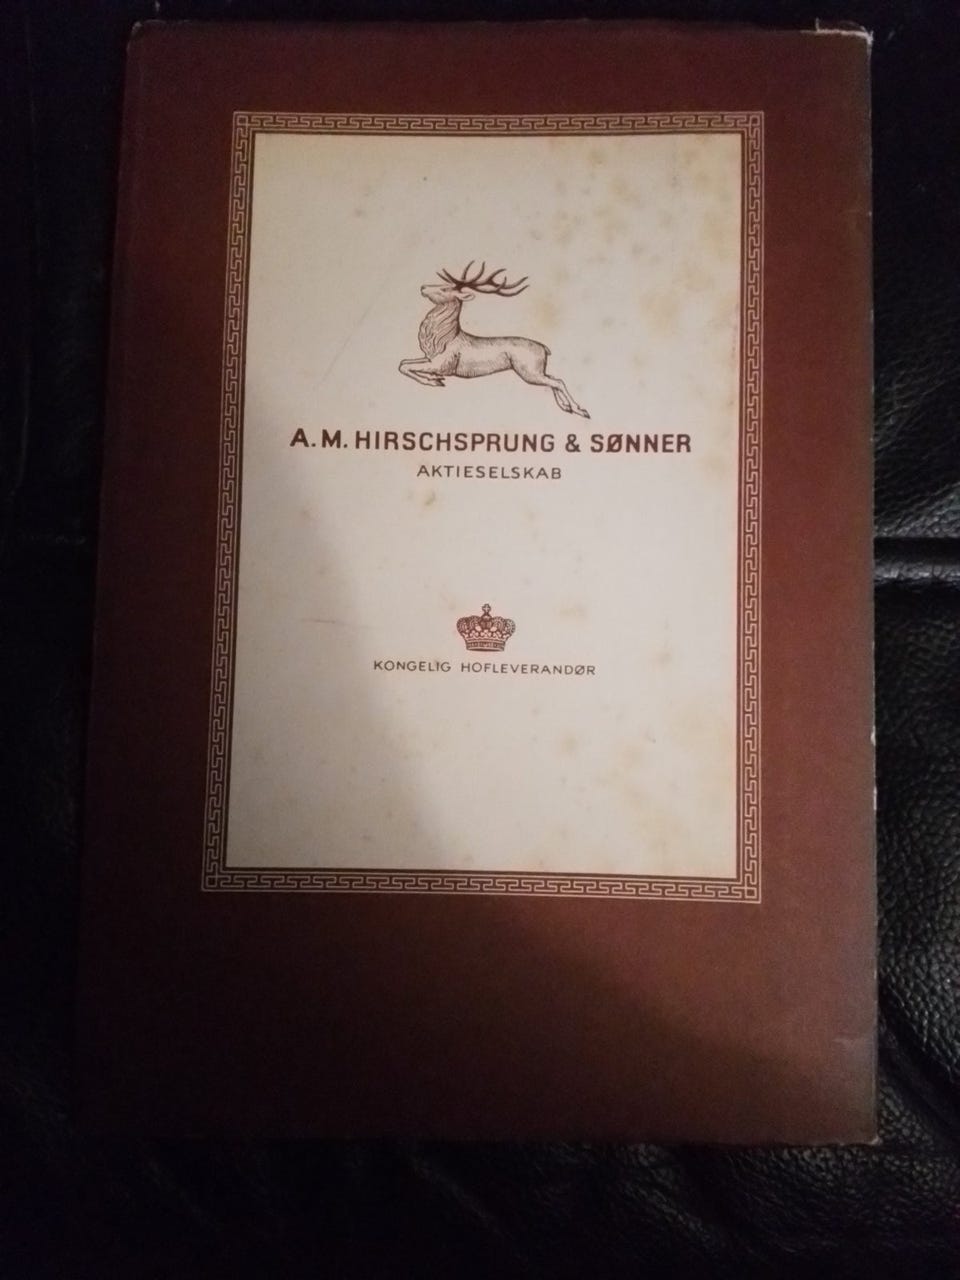 A.M. HIRSCHSPRUNG & SØNNER
AKTIESELSKAB
KONGELIG HOFLEVERANDØR